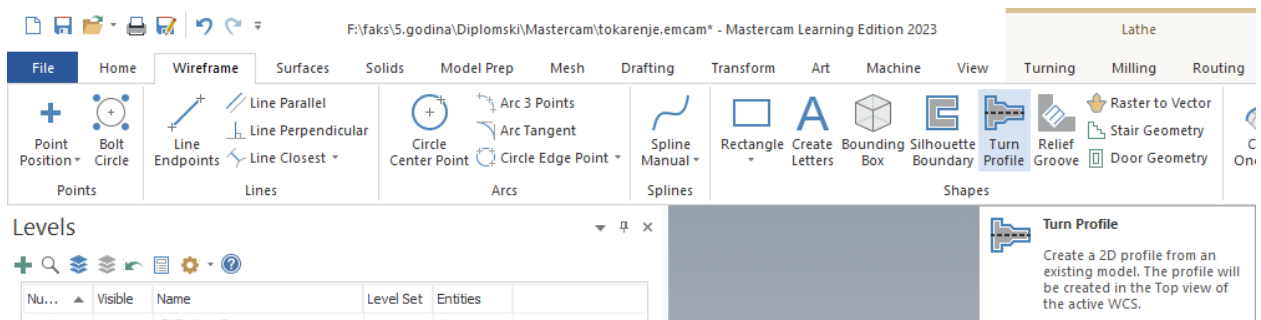 F:\faks\5.godina\Diplomski\Mastercam\tokarenje.emcam* - Mastercam Learning Edition 2023
Lathe
File Home Wireframe Surfaces Solids Model Prep Mesh Drafting Transform Art Machine View Turning Milling Routing
Point Position
Bolt Circle
Points
Line Endpoints
Line Parallel
Line Perpendicular
Line Closest
Lines
Circle Center Point
Arc 3 Points
Arc Tangent
Circle Edge Point
Arcs
Spline Manual
Splines
Rectangle
Create Letters
Bounding Box
Silhouette Boundary
Turn Profile
Relief Groove
Raster to Vector
Stair Geometry
Door Geometry
Shapes
Levels
Nu... Visible Name Level Set Entities
Turn Profile
Create a 2D profile from an
existing model. The profile will
be created in the Top view of
the active WCS.